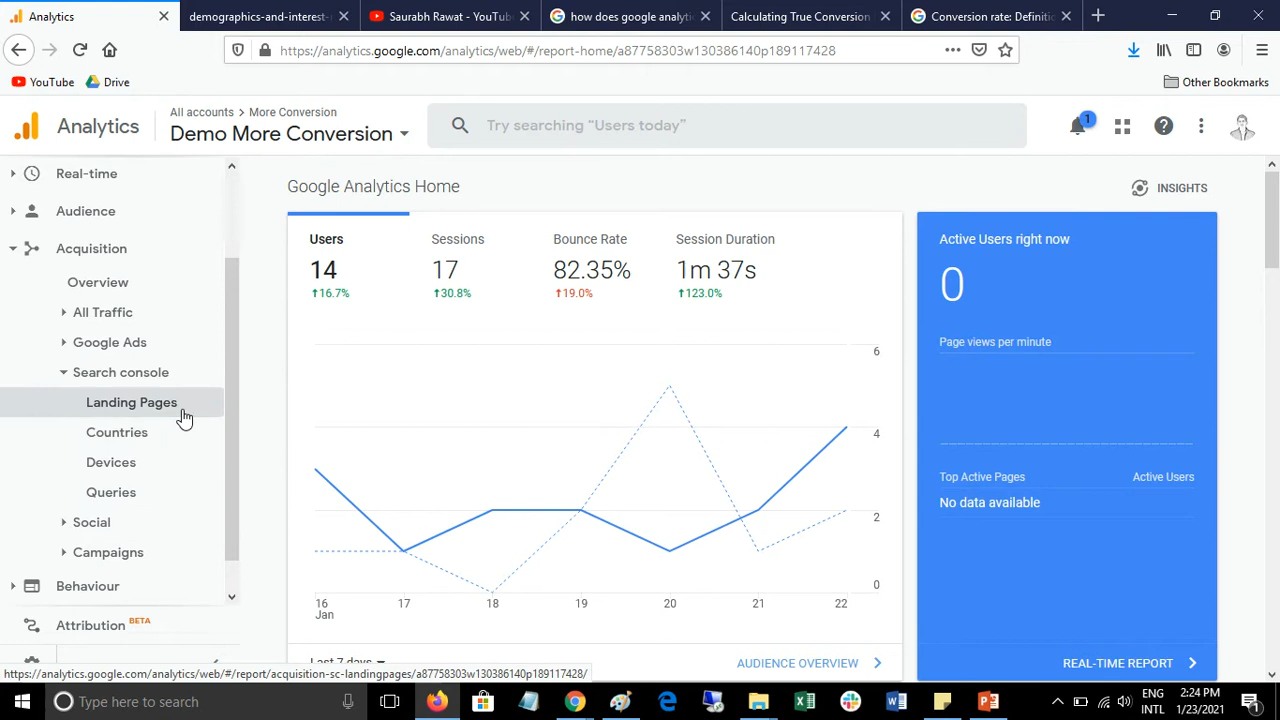 Analytics
demographics-and-interest-r
Saurabh Rawat - YouTube
how does google analyti
Calculating True Conversion
Conversion rate: Definitio
https://analytics.google.com/analytics/web/#/report-home/a87758303w130386140p189117428
YouTube
Drive
Other Bookmarks
Analytics
All accounts > More Conversion
Demo More Conversion
Try searching “Users today”
1
Real-time
Audience
Acquisition
Overview
All Traffic
Google Ads
Search console
Landing Pages
Countries
Devices
Queries
Social
Campaigns
Behaviour
Attribution BETA
Google Analytics Home
INSIGHTS
Users
14
16.7%
Sessions
17
30.8%
Bounce Rate
82.35%
19.0%
Session Duration
1m 37s
123.0%
6
4
2
0
16
Jan
17
18
19
20
21
22
Last 7 days
AUDIENCE OVERVIEW
Active Users right now
0
Page views per minute
Top Active Pages
Active Users
No data available
REAL-TIME REPORT
https://analytics.google.com/analytics/web/#/report/acquisition-sc-landingpages/a87758303w130386140p189117428/
Type here to search
ENG
INTL
2:24 PM
1/23/2021
1